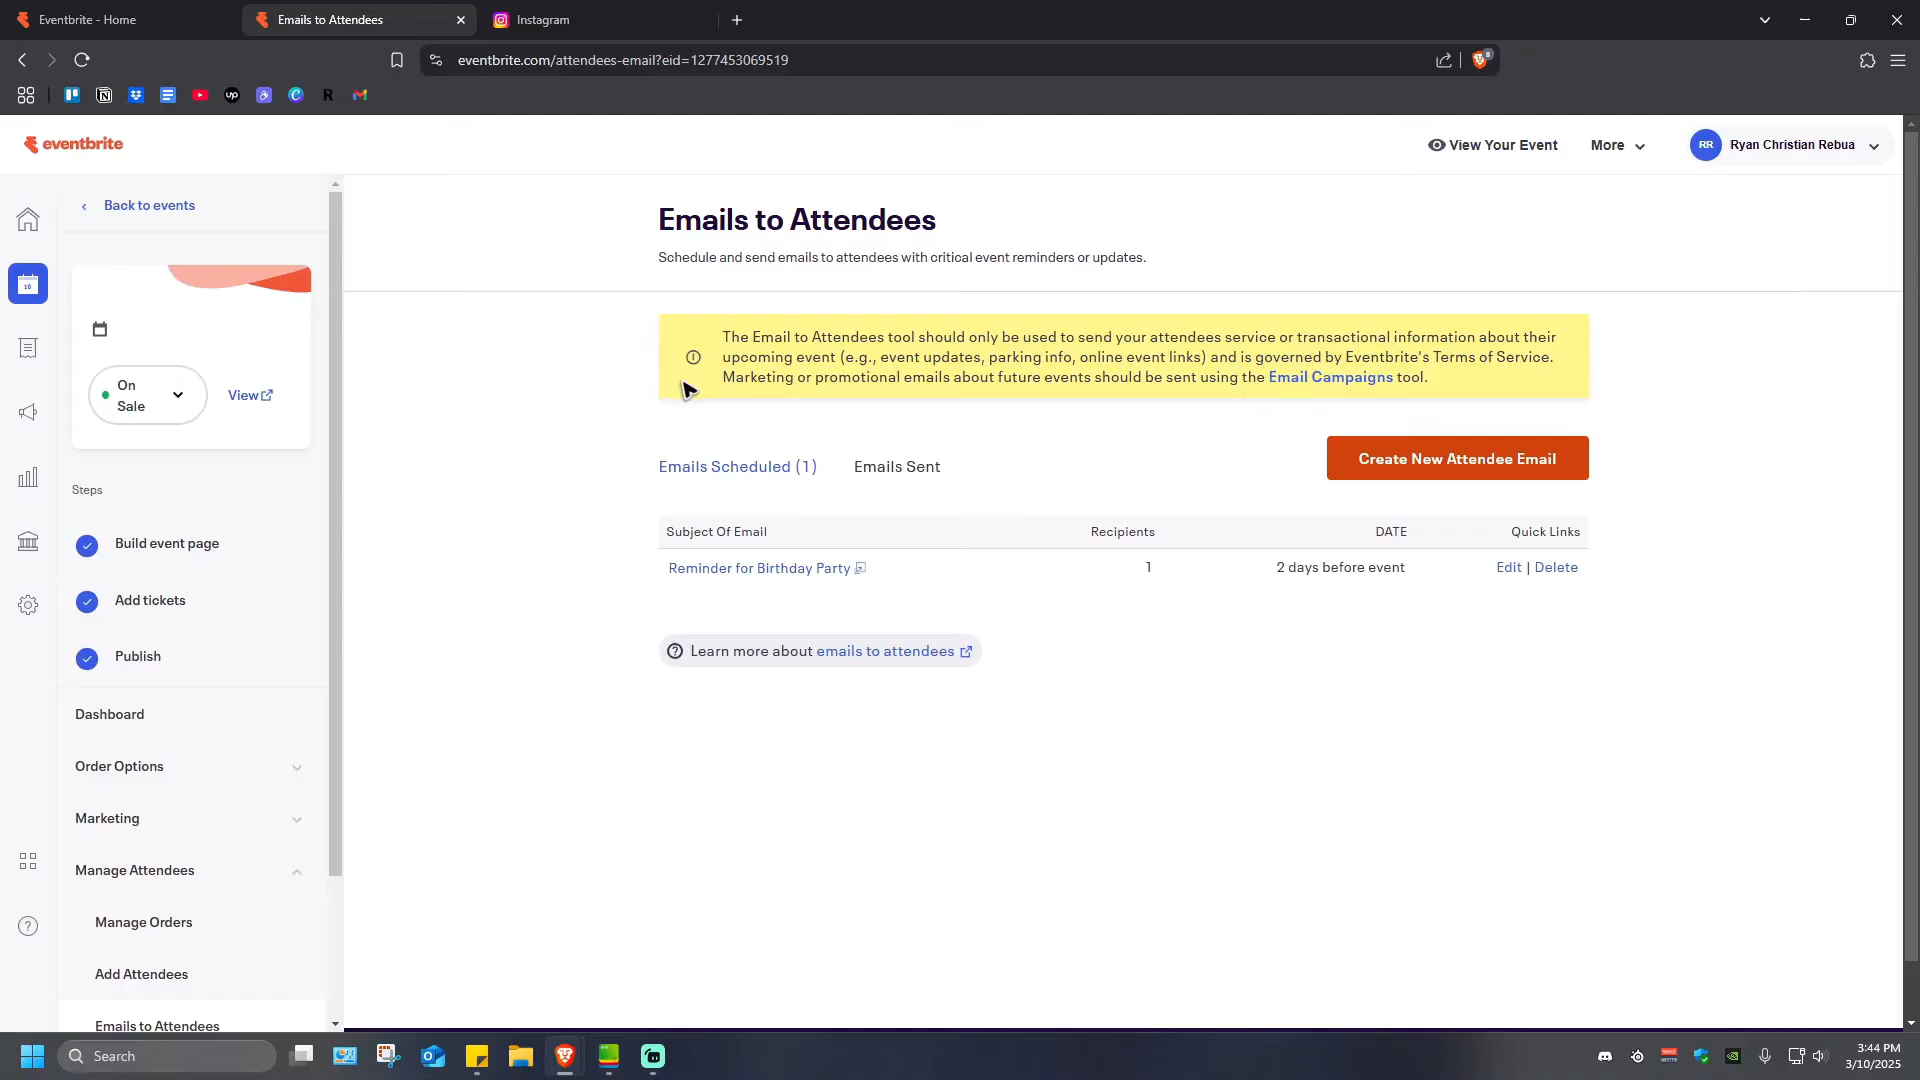 Eventbrite - Home
Emails to Attendees
Instagram
eventbrite.com/attendees-email?eid=1277453069519
8
up
R
eventbrite
View Your Event
More
RR
Ryan Christian Rebua
Back to events
10
On
Sale
View
Steps
Build event page
Add tickets
Publish
Dashboard
Order Options
Marketing
Manage Attendees
Manage Orders
Add Attendees
Emails to Attendees
Emails to Attendees
Schedule and send emails to attendees with critical event reminders or updates.
The Email to Attendees tool should only be used to send your attendees service or transactional information about their
upcoming event (e.g., event updates, parking info, online event links) and is governed by Eventbrite's Terms of Service.
Marketing or promotional emails about future events should be sent using the Email Campaigns tool.
Emails Scheduled (1)
Emails Sent
Create New Attendee Email
Subject Of Email
Recipients
DATE
Quick Links
Reminder for Birthday Party
1
2 days before event
Edit | Delete
Learn more about emails to attendees
Search
3:44 PM
3/10/2025